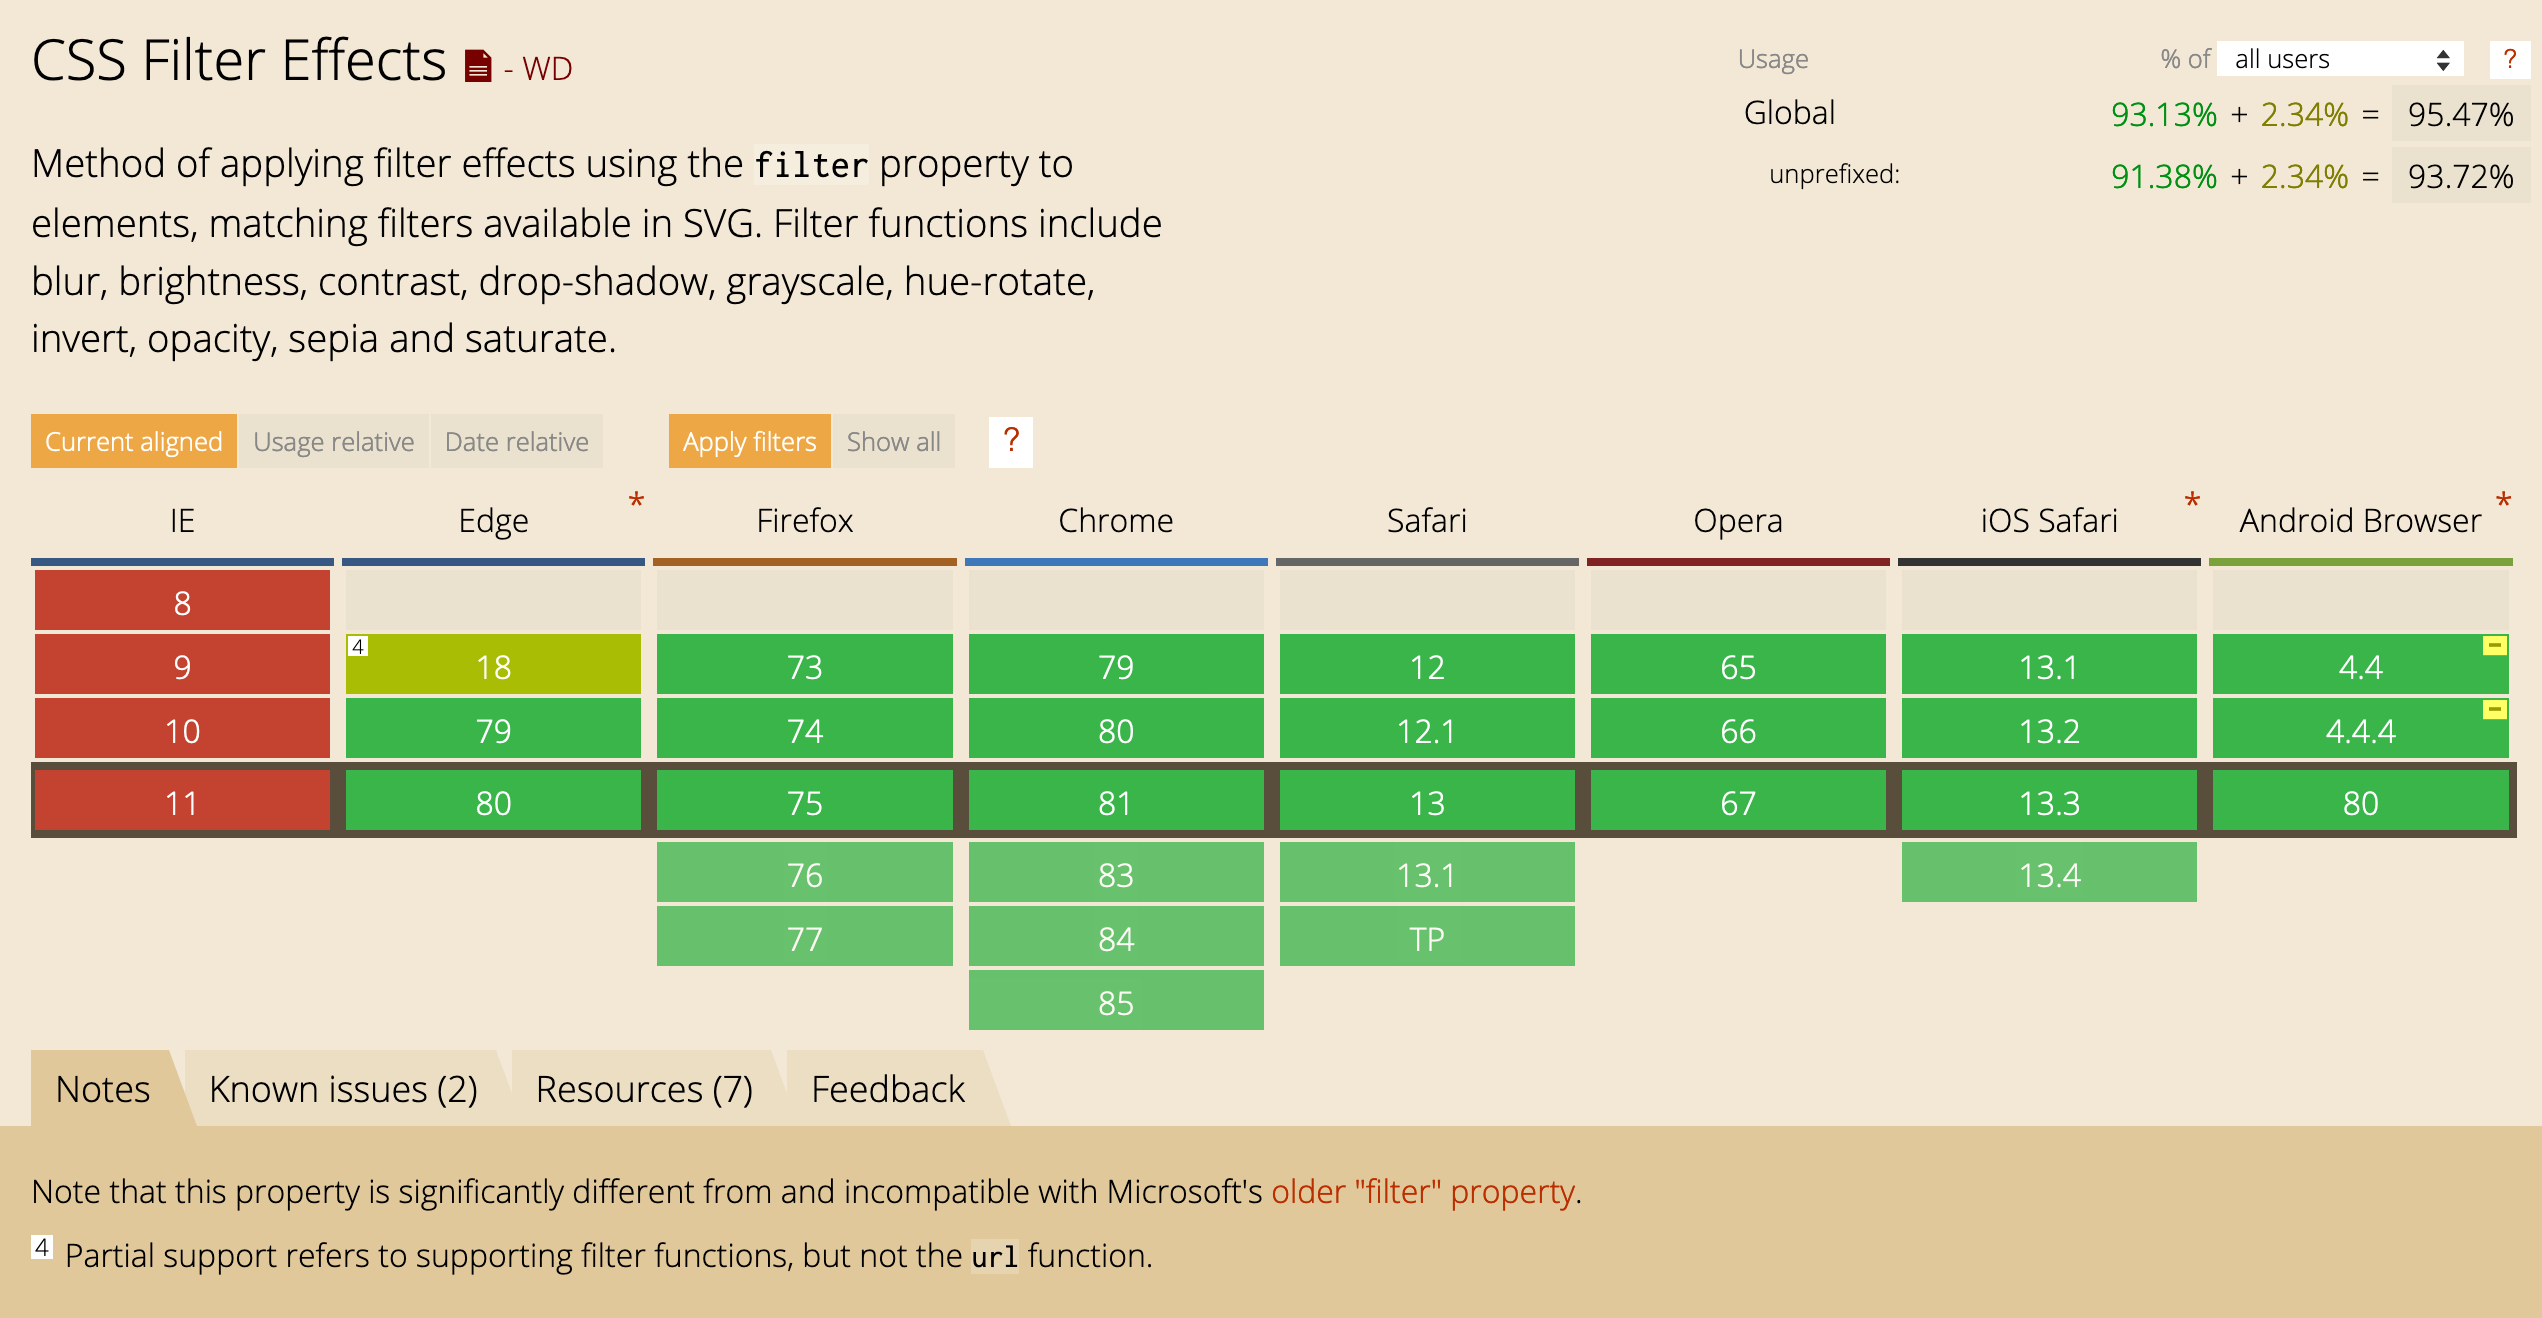 CSS Filter Effects - WD
Usage % of all users ?
Global 93.13% + 2.34% = 95.47%
unprefixed: 91.38% + 2.34% = 93.72%
Method of applying filter effects using the filter property to
elements, matching filters available in SVG. Filter functions include
blur, brightness, contrast, drop-shadow, grayscale, hue-rotate,
invert, opacity, sepia and saturate.
Current aligned Usage relative Date relative Apply filters Show all ?
IE Edge * Firefox Chrome Safari Opera iOS Safari * Android Browser *
8
9 4 18 73 79 12 65 13.1 4.4 -
10 79 74 80 12.1 66 13.2 4.4.4 -
11 80 75 81 13 67 13.3 80
76 83 13.1 13.4
77 84 TP
85
Notes Known issues (2) Resources (7) Feedback
Note that this property is significantly different from and incompatible with Microsoft's older "filter" property.
4 Partial support refers to supporting filter functions, but not the url function.